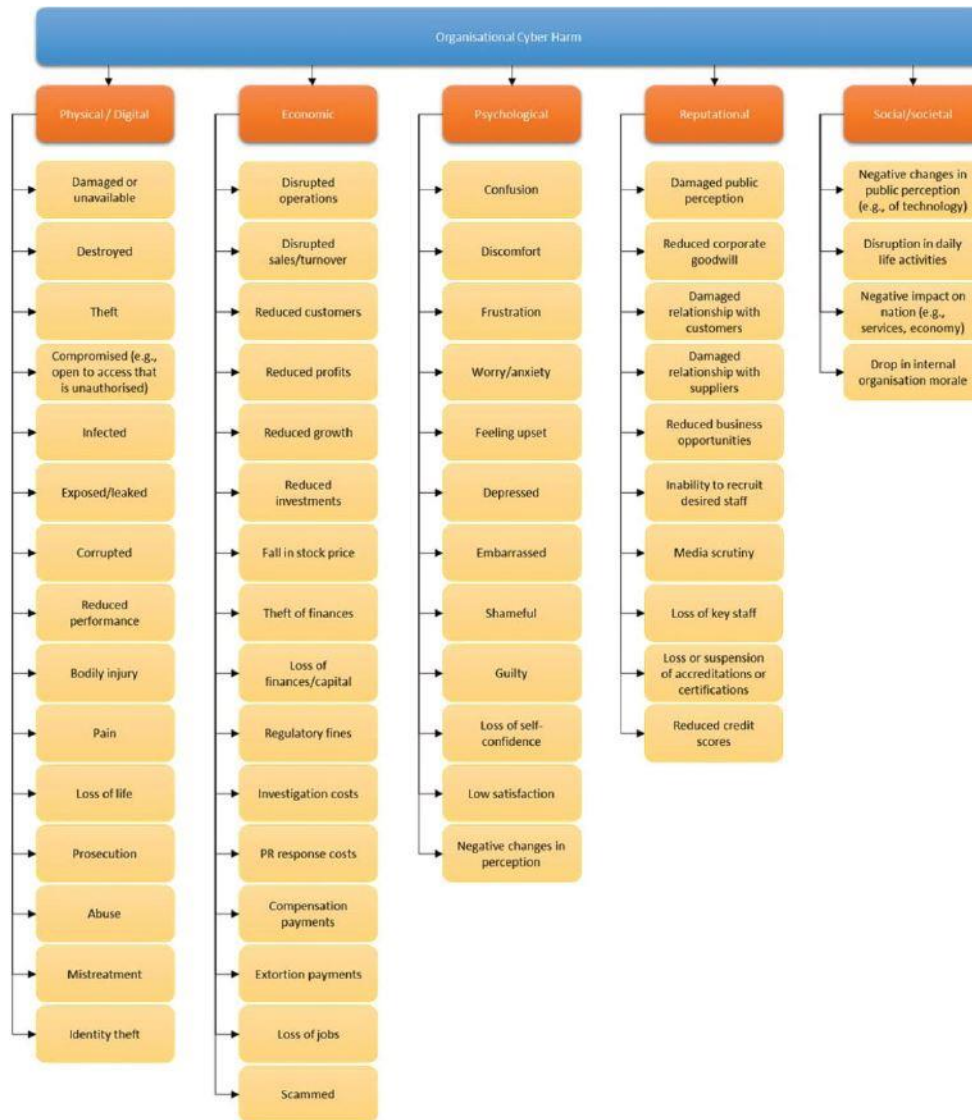 Organisational Cyber Harm
Physical / Digital
Damaged or
unavailable
Destroyed
Theft
Compromised (e.g.,
open to access that
is unauthorised)
Infected
Exposed/leaked
Corrupted
Reduced
performance
Bodily injury
Pain
Loss of life
Prosecution
Abuse
Mistreatment
Identity theft
Economic
Disrupted
operations
Disrupted
sales/turnover
Reduced customers
Reduced profits
Reduced growth
Reduced
investments
Fall in stock price
Theft of finances
Loss of
finances/capital
Regulatory fines
Investigation costs
PR response costs
Compensation
payments
Extortion payments
Loss of jobs
Scammed
Psychological
Confusion
Discomfort
Frustration
Worry/anxiety
Feeling upset
Depressed
Embarrassed
Shameful
Guilty
Loss of self-
confidence
Low satisfaction
Negative changes in
perception
Reputational
Damaged public
perception
Reduced corporate
goodwill
Damaged
relationship with
customers
Damaged
relationship with
suppliers
Reduced business
opportunities
Inability to recruit
desired staff
Media scrutiny
Loss of key staff
Loss or suspension
of accreditations or
certifications
Reduced credit
scores
Social/societal
Negative changes in
public perception
(e.g., of technology)
Disruption in daily
life activities
Negative impact on
nation (e.g.,
services, economy)
Drop in internal
organisation morale